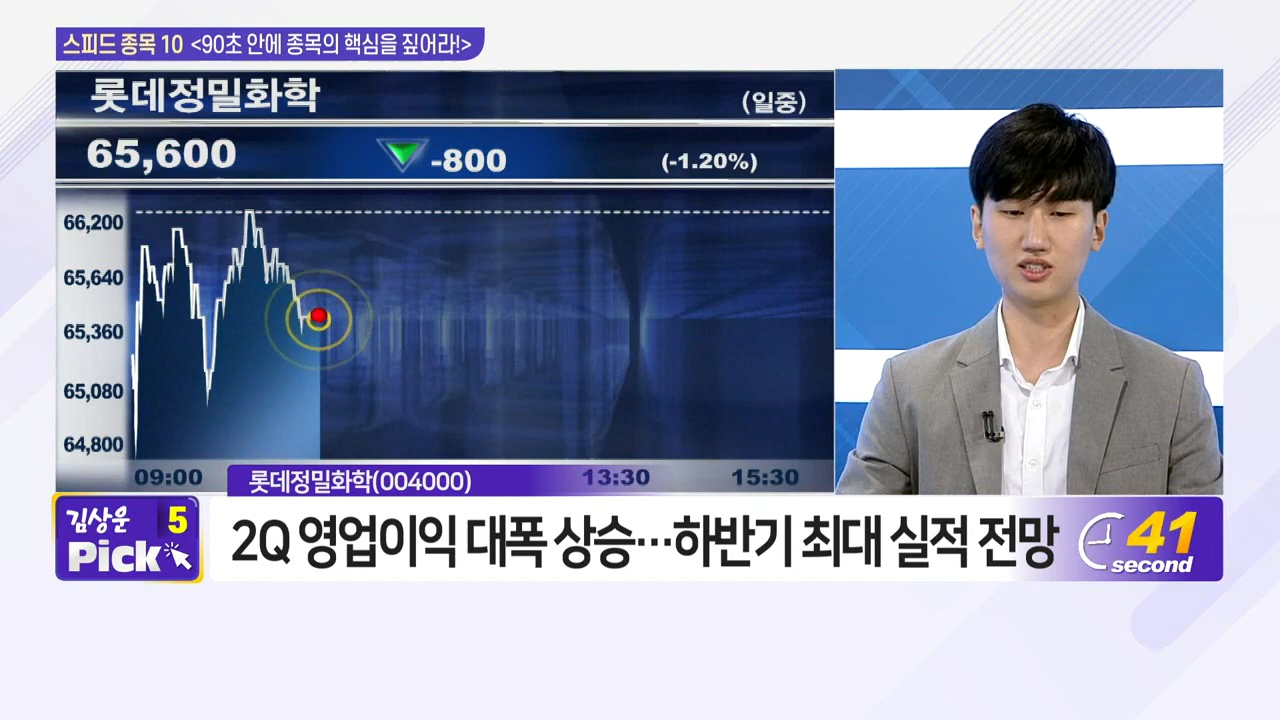 스피드 종목 10 <90초 안에 종목의 핵심을 짚어라!>
롯데정밀화학
(일중)
65,600 -800 (-1.20%)
66,200
65,640
65,360
65,080
64,800
09:00 13:30 15:30
롯데정밀화학(004000)
김상운 5
Pick
2Q 영업이익 대폭 상승…하반기 최대 실적 전망
41
second